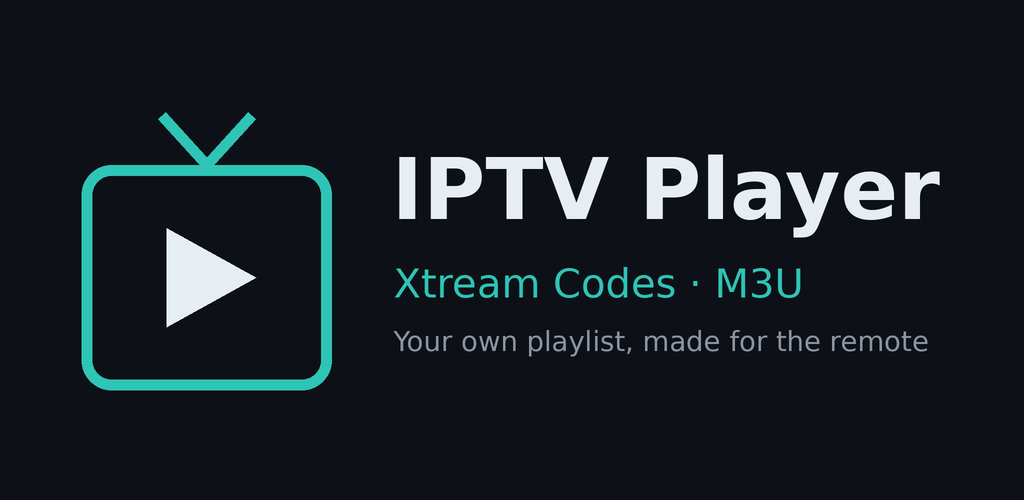 IPTV Player
Xtream Codes · M3U
Your own playlist, made for the remote